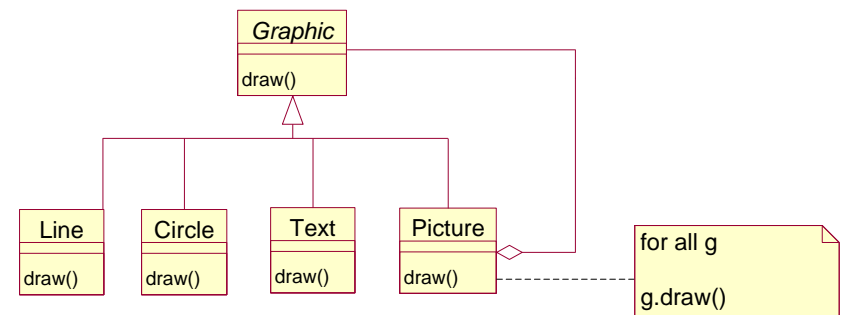 Graphic
draw()
Line
draw()
Circle
draw()
Text
draw()
Picture
draw()
for all g
g.draw()